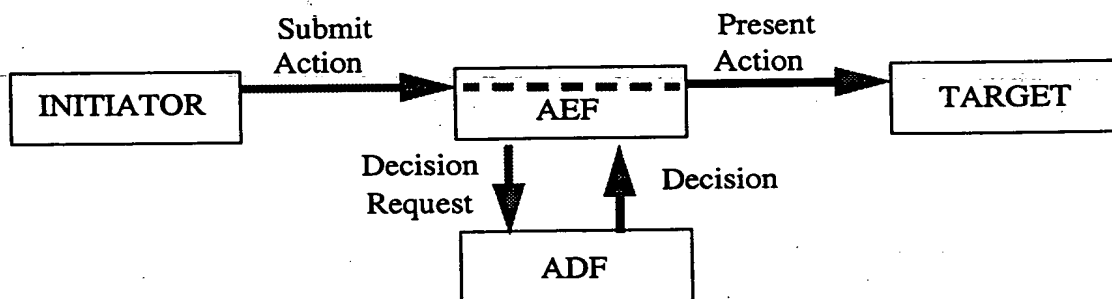 Submit
Action
Present
Action
INITIATOR
AEF
TARGET
Decision
Request
Decision
ADF